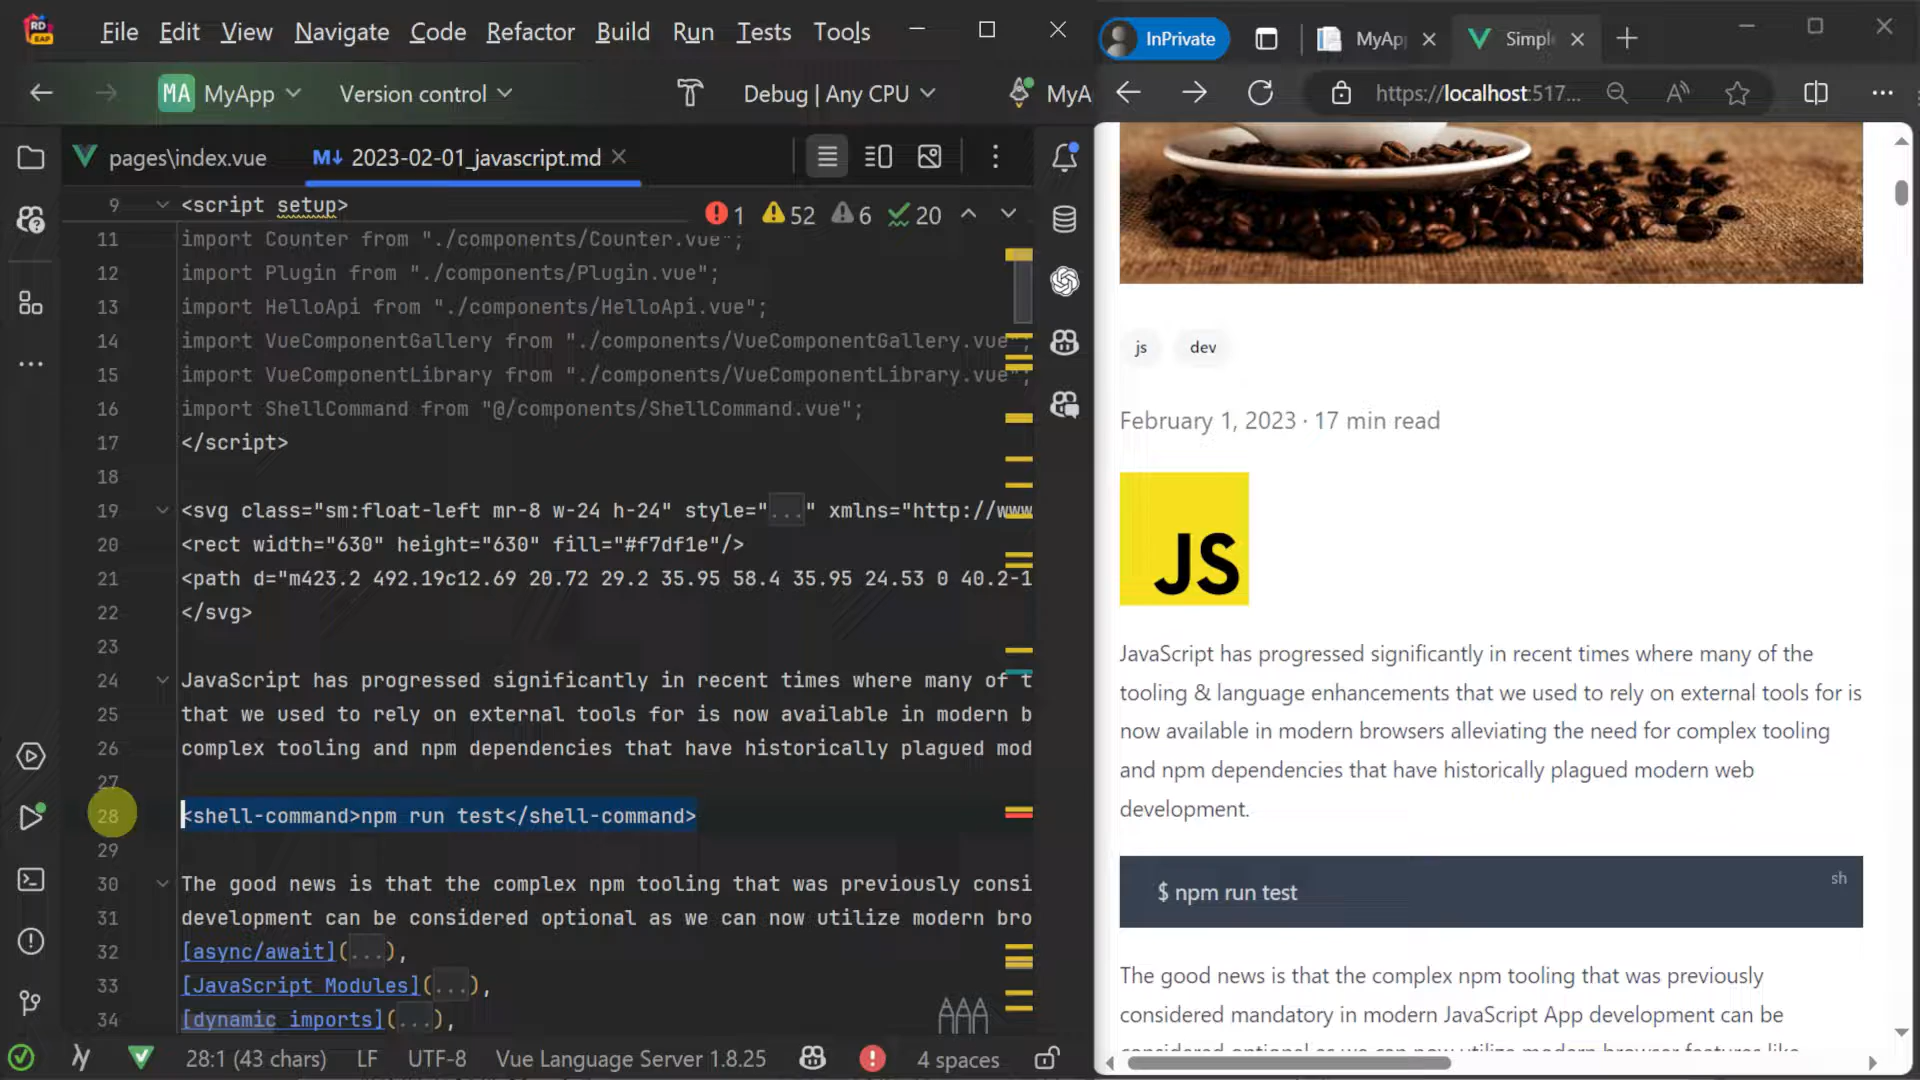 RD
EAP
File Edit View Navigate Code Refactor Build Run Tests Tools
MA MyApp Version control Debug | Any CPU MyA
pages\index.vue
M↓ 2023-02-01_javascript.md
1 52 6 20
9 <script setup>
11 import Counter from "./components/Counter.vue";
12 import Plugin from "./components/Plugin.vue";
13 import HelloApi from "./components/HelloApi.vue";
14 import VueComponentGallery from "./components/VueComponentGallery.vue";
15 import VueComponentLibrary from "./components/VueComponentLibrary.vue";
16 import ShellCommand from "@/components/ShellCommand.vue";
17 </script>
18
19 <svg class="sm:float-left mr-8 w-24 h-24" style="..." xmlns="http://www
20 <rect width="630" height="630" fill="#f7df1e"/>
21 <path d="m423.2 492.19c12.69 20.72 29.2 35.95 58.4 35.95 24.53 0 40.2-1
22 </svg>
23
24 JavaScript has progressed significantly in recent times where many of t
25 that we used to rely on external tools for is now available in modern b
26 complex tooling and npm dependencies that have historically plagued mod
27
28 <shell-command>npm run test</shell-command>
29
30 The good news is that the complex npm tooling that was previously consi
31 development can be considered optional as we can now utilize modern bro
32 [async/await](...),
33 [JavaScript Modules](...),
34 [dynamic imports](...),
28:1 (43 chars) LF UTF-8 Vue Language Server 1.8.25 4 spaces
InPrivate MyAp Simpl
https://localhost:517...
js dev
February 1, 2023 · 17 min read
JS
JavaScript has progressed significantly in recent times where many of the
tooling & language enhancements that we used to rely on external tools for is
now available in modern browsers alleviating the need for complex tooling
and npm dependencies that have historically plagued modern web
development.
$ npm run test
sh
The good news is that the complex npm tooling that was previously
considered mandatory in modern JavaScript App development can be
considered optional as we can now utilize modern browser features like